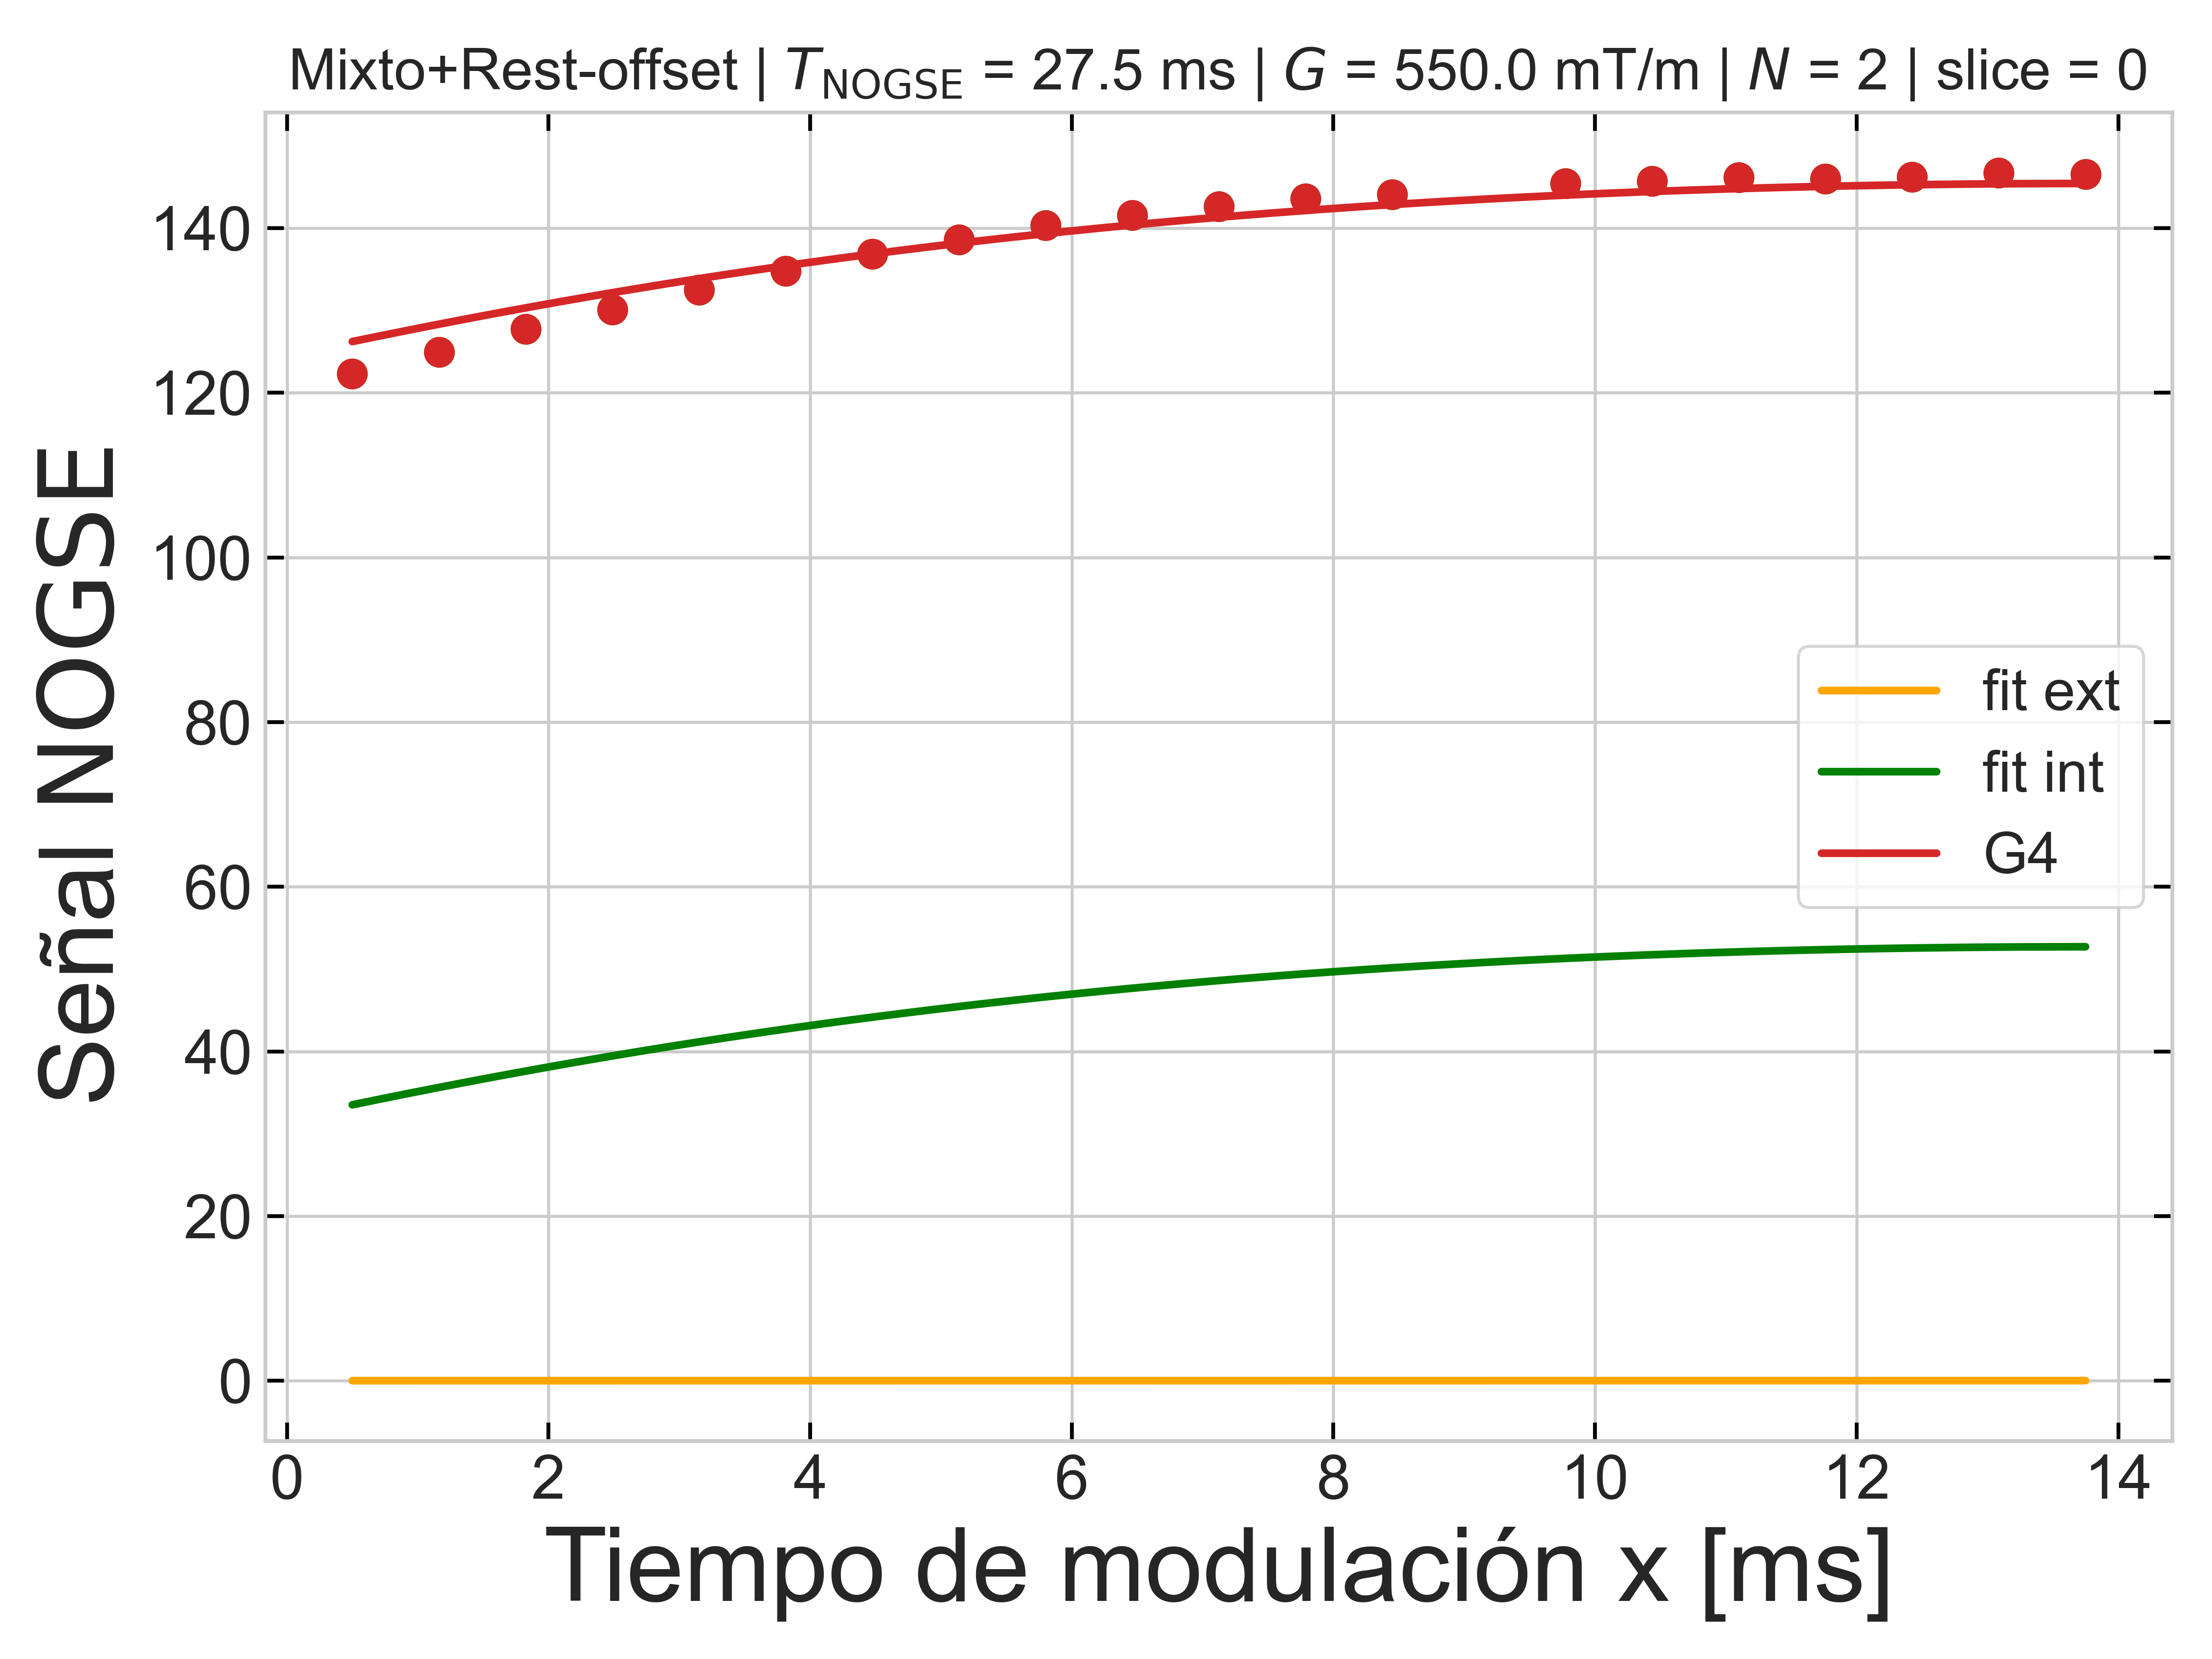 Mixto+Rest-offset | T_NOGSE = 27.5 ms | G = 550.0 mT/m | N = 2 | slice = 0
Señal NOGSE
140
120
100
80
60
40
20
0
fit ext
fit int
G4
0 2 4 6 8 10 12 14
Tiempo de modulación x [ms]